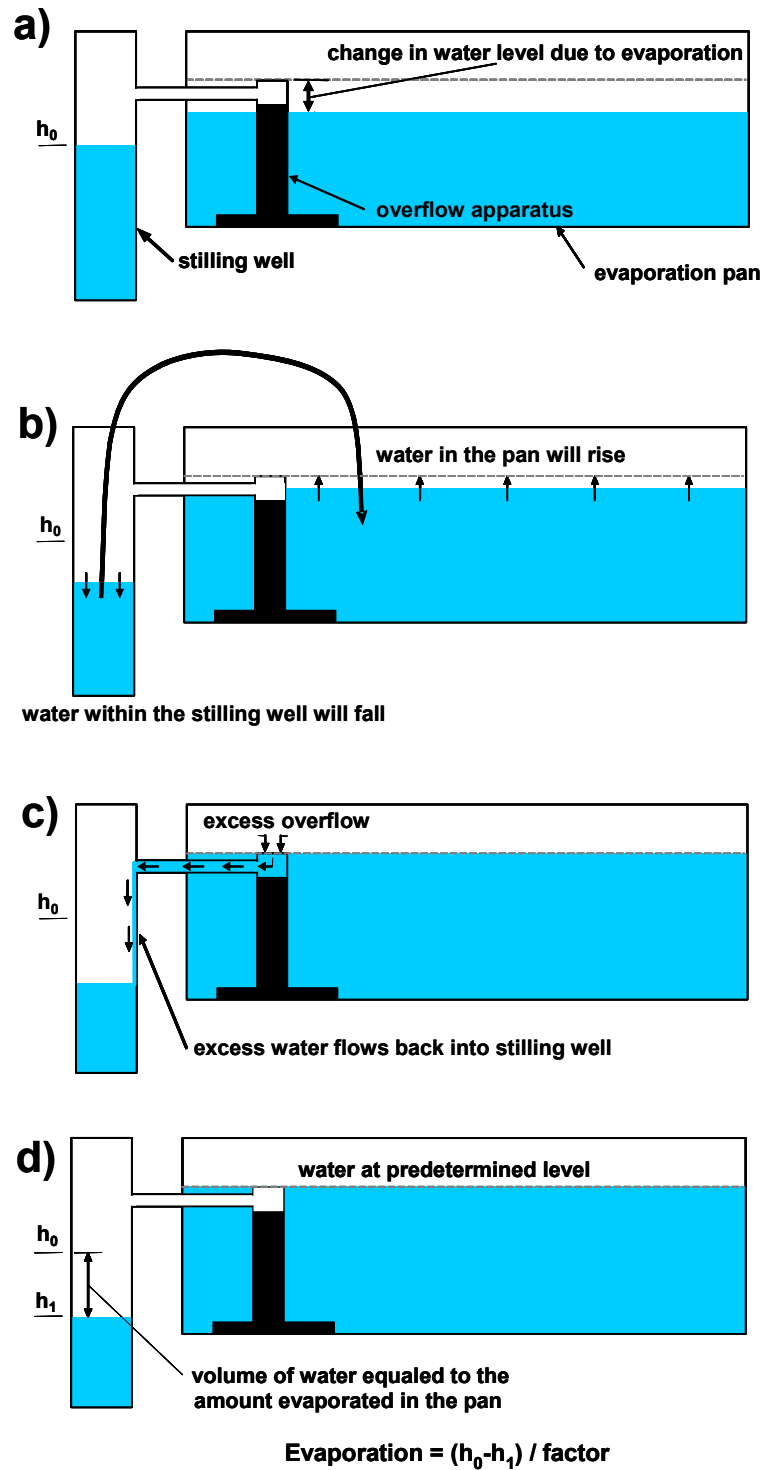 a)
change in water level due to evaporation
h₀
overflow apparatus
stilling well
evaporation pan
b)
water in the pan will rise
h₀
water within the stilling well will fall
c)
excess overflow
h₀
excess water flows back into stilling well
d)
water at predetermined level
h₀
h₁
volume of water equaled to the
amount evaporated in the pan
Evaporation = (h₀-h₁) / factor